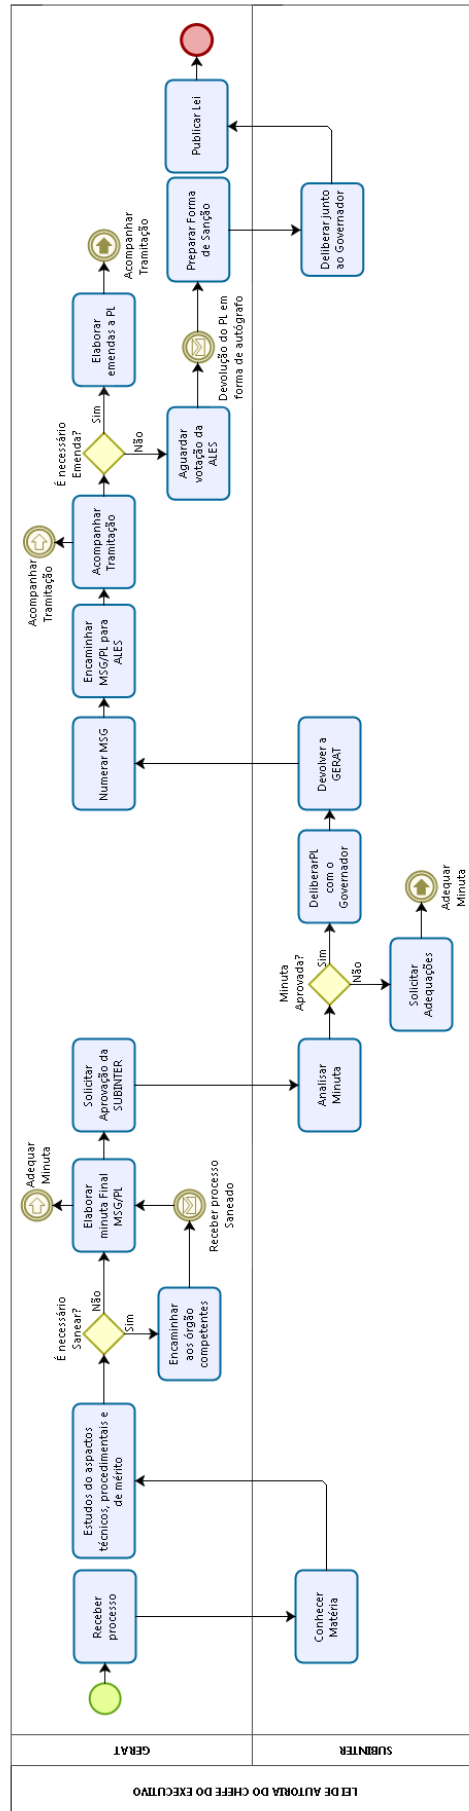 LEI DE AUTORIA DO CHEFE DO EXECUTIVO
GERAT
SUBINTER
Receber
processo
Conhecer
Matéria
Estudos do aspactos
técnicos, procedimentais e
de mérito
É necessário
Sanear?
Não
Sim
Encaminhar
aos órgão
competentes
Receber processo
Saneado
Elaborar
minuta Final
MSG/PL
Adequar
Minuta
Solicitar
Aprovação da
SUBINTER
Analisar
Minuta
Minuta
Aprovada?
Sim
Não
Solicitar
Adequações
Adequar
Minuta
DeliberarPL
com o
Governador
Devolver a
GERAT
Numerar MSG
Encaminhar
MSG/PL para
ALES
Acompanhar
Tramitação
Acompanhar
Tramitação
É necessário
Emenda?
Sim
Não
Elaborar
emendas a PL
Acompanhar
Tramitação
Aguardar
votação da
ALES
Devolução do PL em
forma de autógrafo
Preparar Forma
de Sanção
Deliberar junto
ao Governador
Publicar Lei